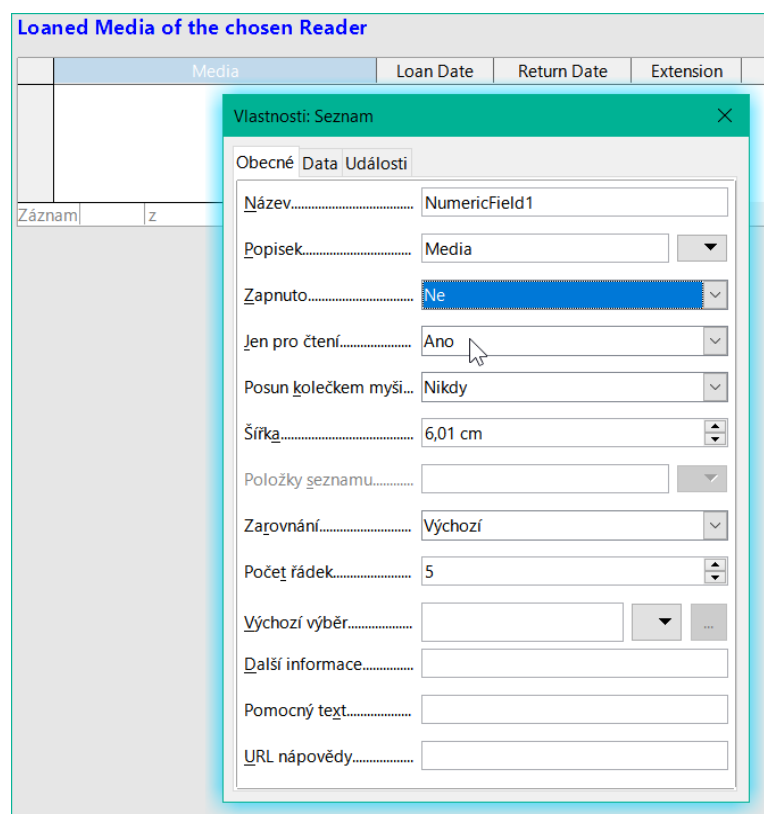 Loaned Media of the chosen Reader
Media Loan Date Return Date Extension
Záznam z
Vlastnosti: Seznam
Obecné Data Události
Název.................................. NumericField1
Popisek.............................. Media
Zapnuto............................. Ne
Jen pro čtení..................... Ano
Posun kolečkem myši... Nikdy
Šířka..................................... 6,01 cm
Položky seznamu............
Zarovnání.......................... Výchozí
Počet řádek....................... 5
Výchozí výběr................... ...
Další informace...............
Pomocný text...................
URL nápovědy..................